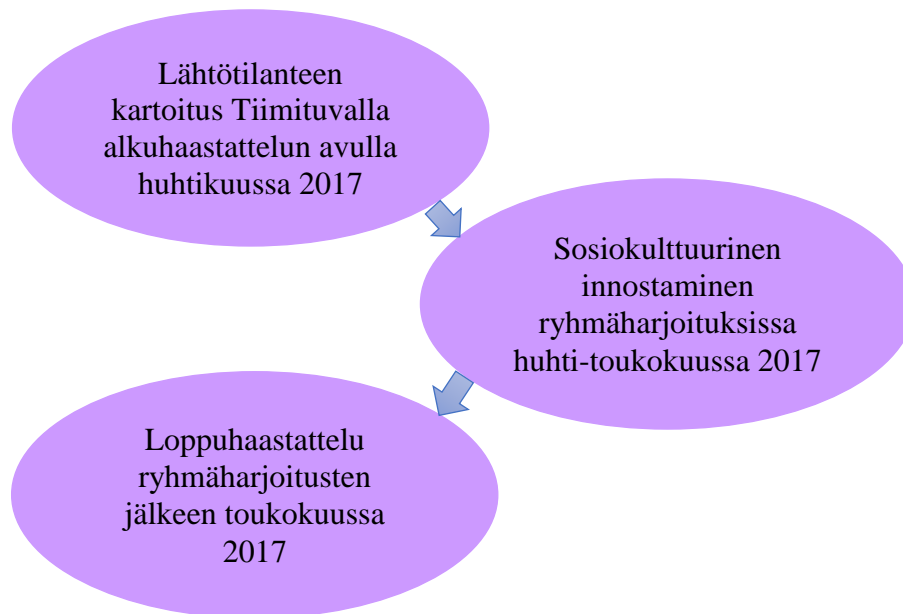 Lähtötilanteen
kartoitus Tiimituvalla
alkuhaastattelun avulla
huhtikuussa 2017
Sosiokulttuurinen
innostaminen
ryhmäharjoituksissa
huhti-toukokuussa 2017
Loppuhaastattelu
ryhmäharjoitusten
jälkeen toukokuussa
2017